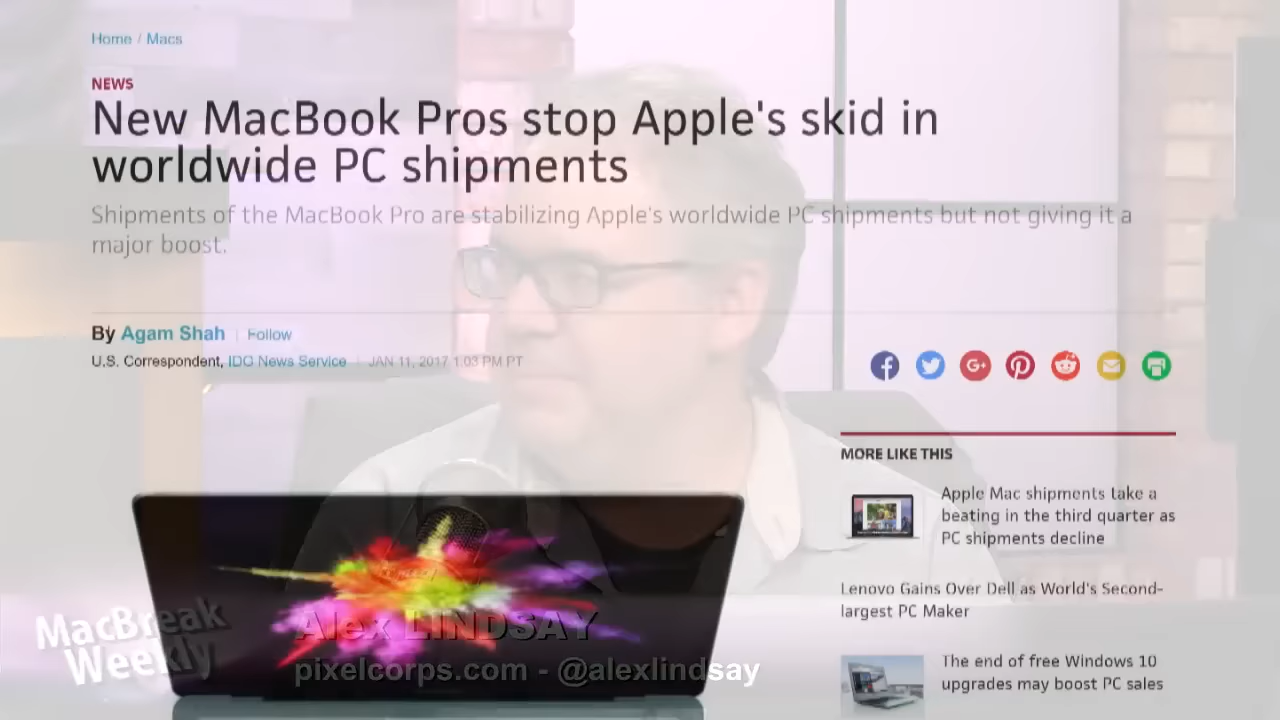 Home / Macs
NEWS
New MacBook Pros stop Apple's skid in
worldwide PC shipments
Shipments of the MacBook Pro are stabilizing Apple's worldwide PC shipments but not giving it a
major boost.
By Agam Shah | Follow
U.S. Correspondent, IDG News Service | JAN 11, 2017 1:03 PM PT
MORE LIKE THIS
Apple Mac shipments take a
beating in the third quarter as
PC shipments decline
Lenovo Gains Over Dell as World's Second-
largest PC Maker
The end of free Windows 10
upgrades may boost PC sales
MacBreak
Weekly
Alex LINDSAY
pixelcorps.com - @alexlindsay